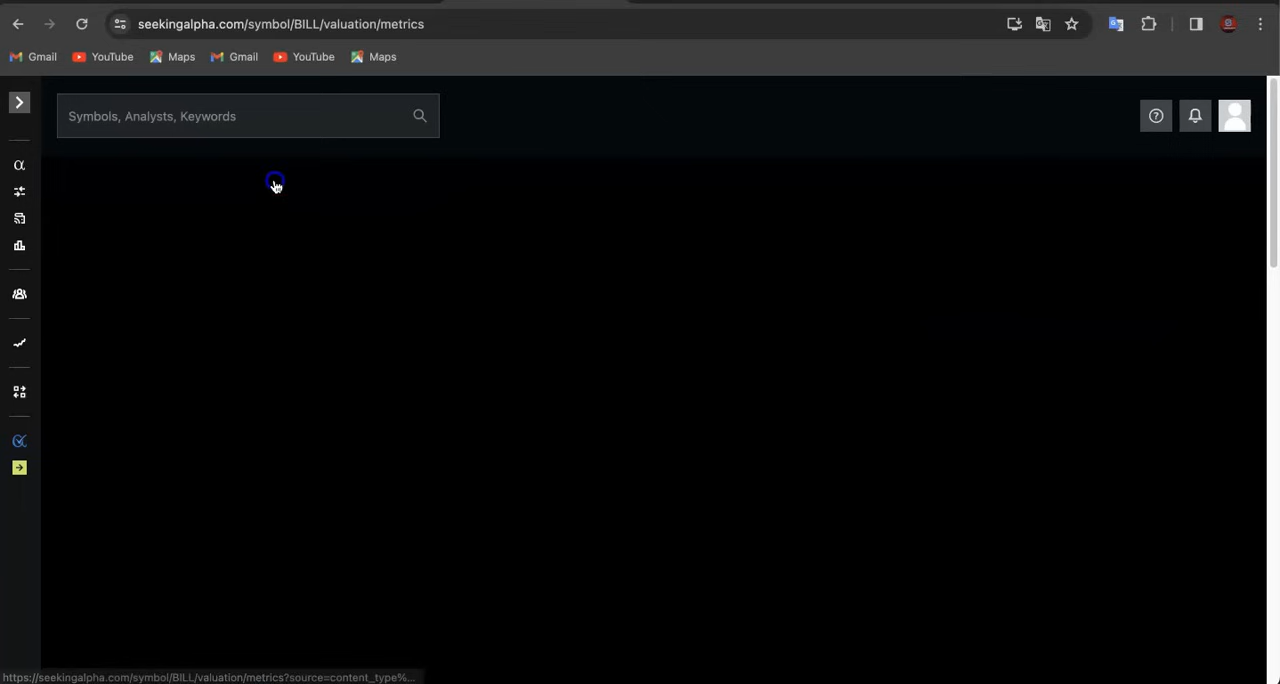 seekingalpha.com/symbol/BILL/valuation/metrics
Gmail YouTube Maps Gmail YouTube Maps
Symbols, Analysts, Keywords
α
https://seekingalpha.com/symbol/BILL/valuation/metrics?source=content_type%...